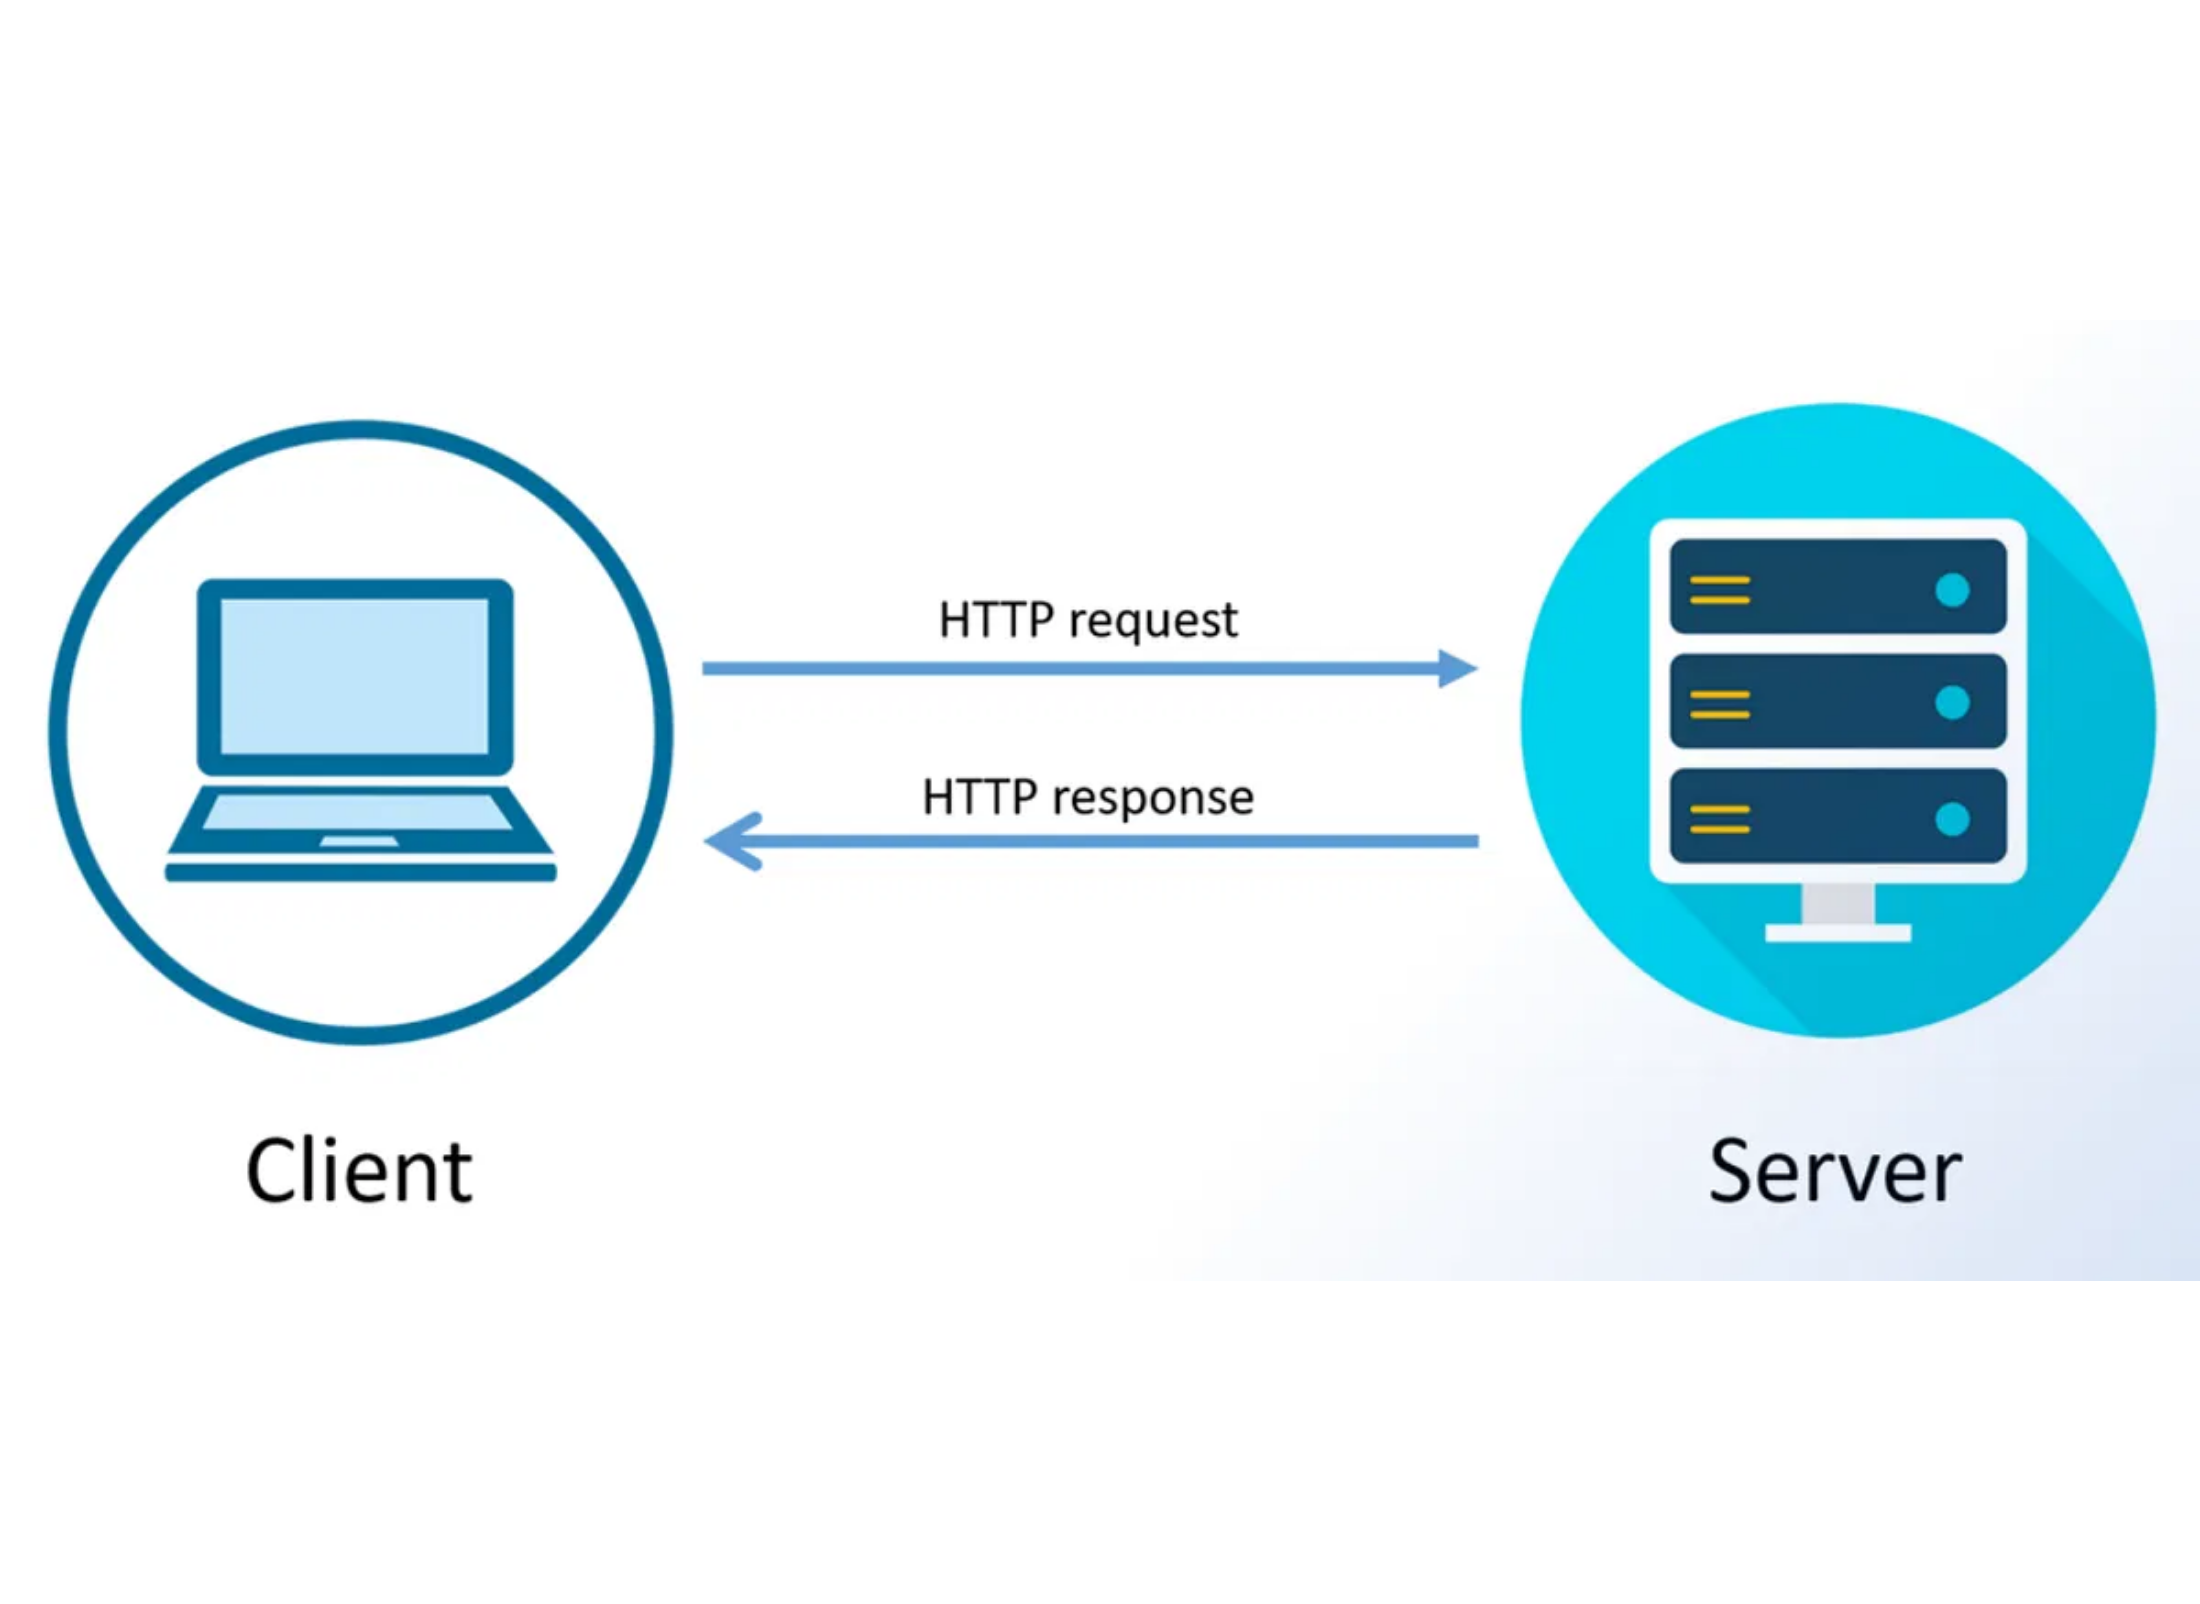 HTTP request
HTTP response
Client
Server